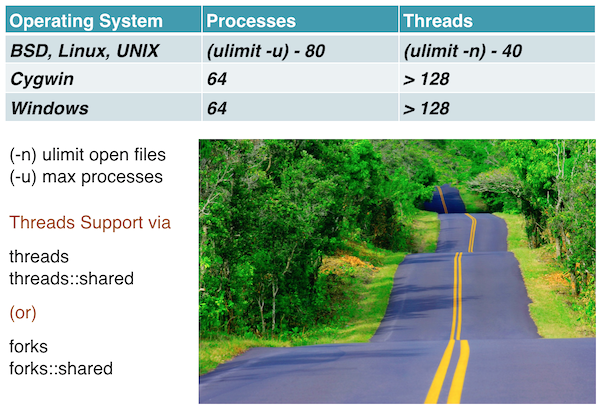 Operating System Processes Threads
BSD, Linux, UNIX (ulimit -u) - 80 (ulimit -n) - 40
Cygwin 64 > 128
Windows 64 > 128
(-n) ulimit open files
(-u) max processes
Threads Support via
threads
threads::shared
(or)
forks
forks::shared